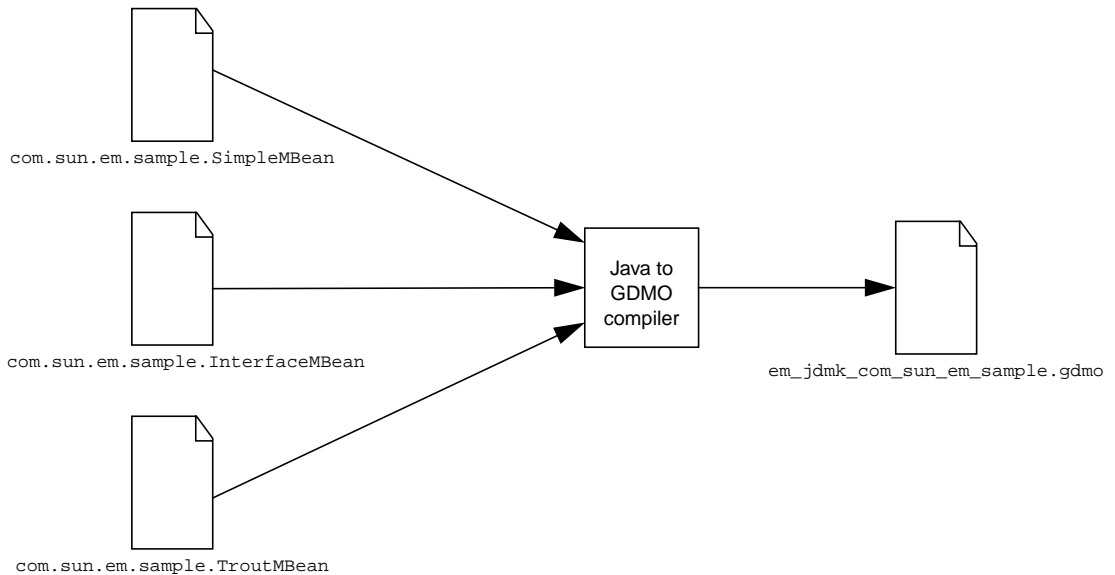 com.sun.em.sample.SimpleMBean
Java to
GDMO
compiler
com.sun.em.sample.InterfaceMBean
em_jdmk_com_sun_em_sample.gdmo
com.sun.em.sample.TroutMBean